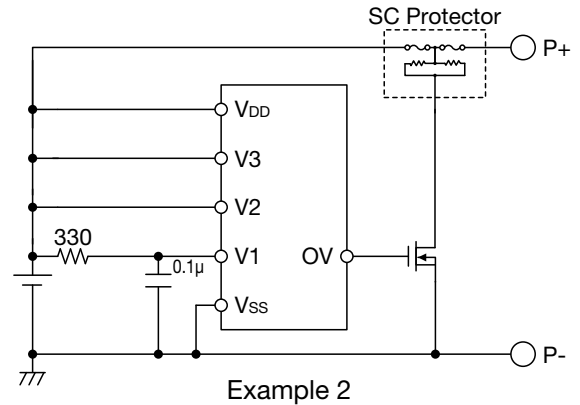 SC Protector
P+
VDD
V3
V2
330
V1
OV
0.1μ
VSS
P-
Example 2